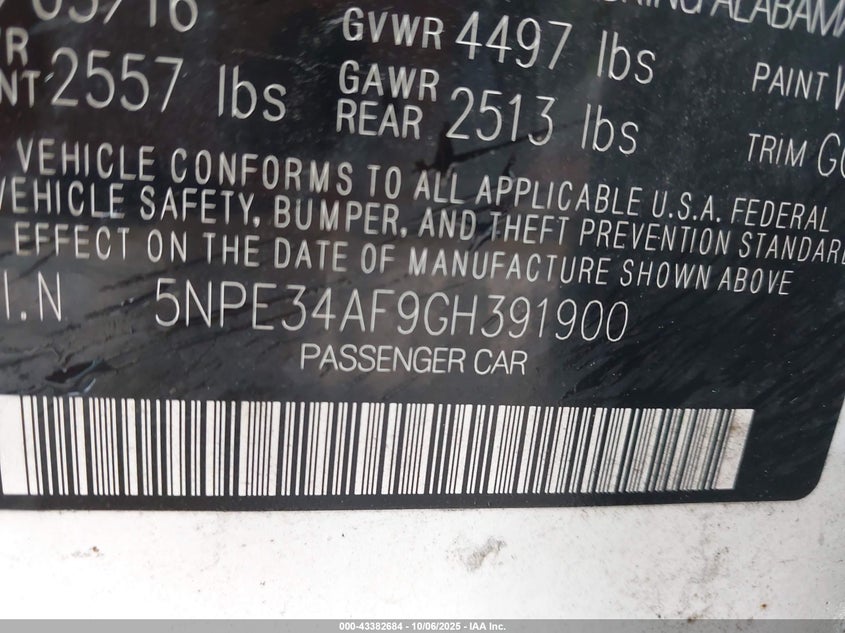 GVWR 4497 lbs
2557 lbs
GAWR REAR 2513 lbs
PAINT
TRIM
VEHICLE CONFORMS TO ALL APPLICABLE U.S.A. FEDERAL
VEHICLE SAFETY, BUMPER, AND THEFT PREVENTION STANDARD
EFFECT ON THE DATE OF MANUFACTURE SHOWN ABOVE
I.N 5NPE34AF9GH391900
PASSENGER CAR
000-43382684 - 10/06/2025 - IAA Inc.